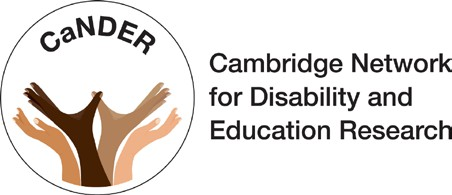 CaNDER
Cambridge Network
for Disability and
Education Research